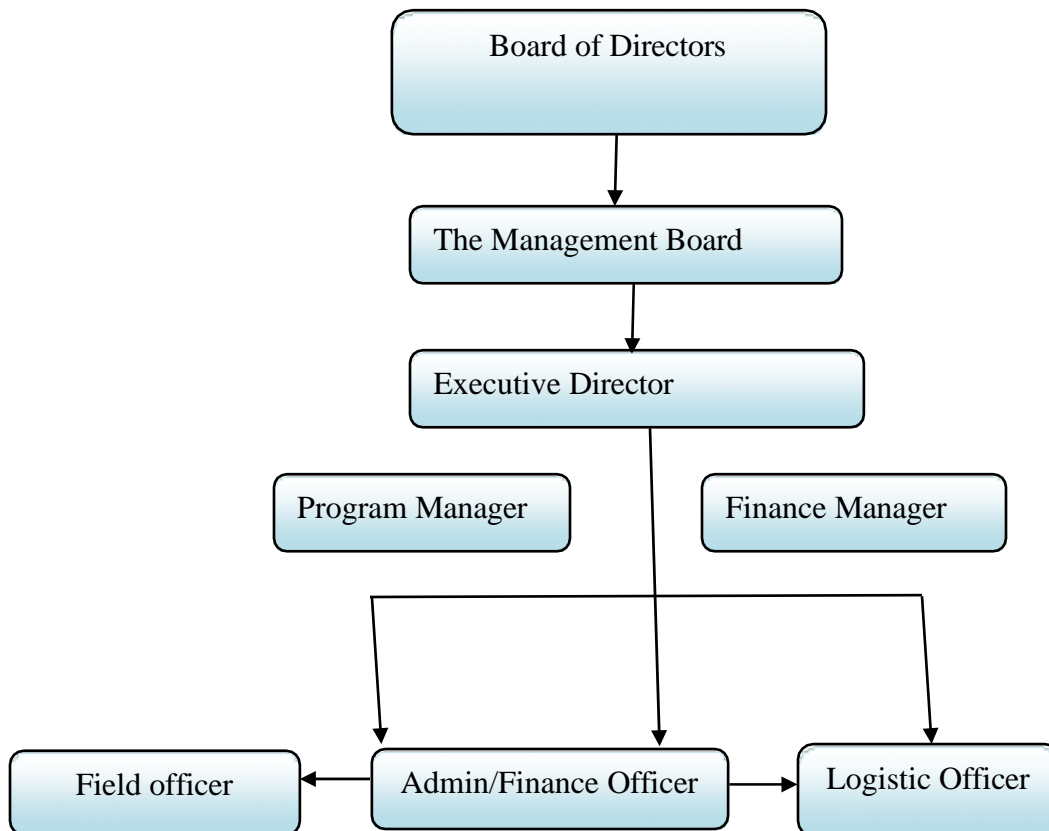 Board of Directors
The Management Board
Executive Director
Program Manager
Finance Manager
Field officer
Admin/Finance Officer
Logistic Officer